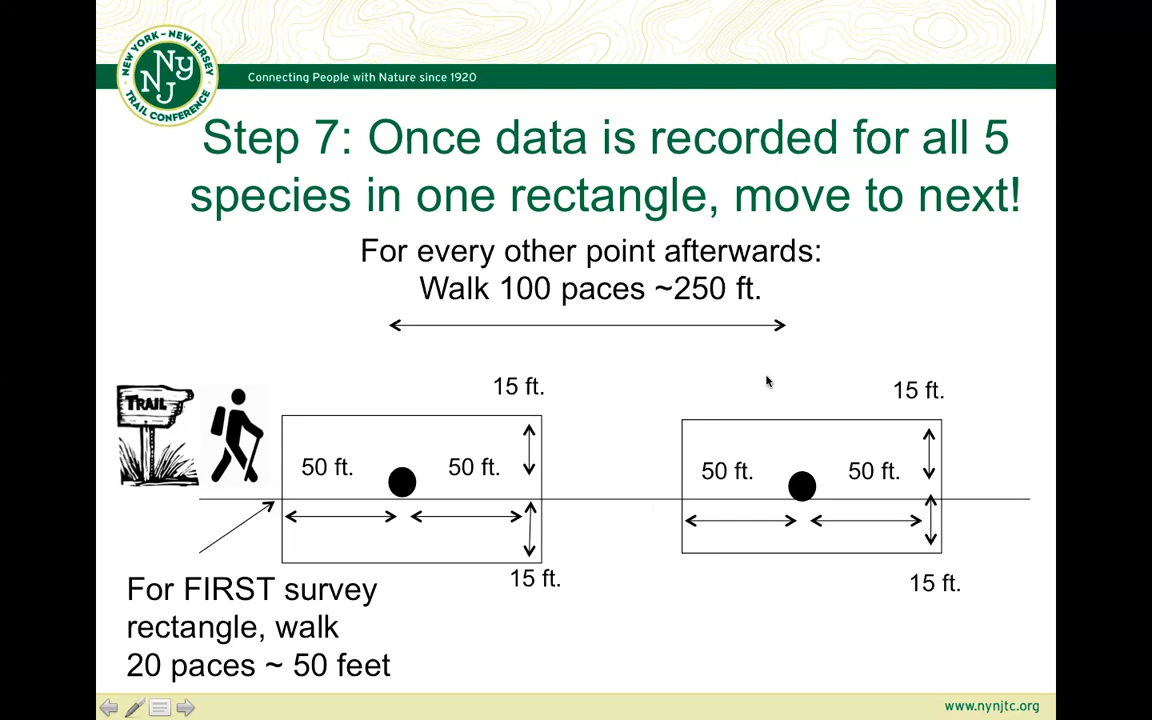 NEW YORK - NEW JERSEY
NY
NJ
TRAIL CONFERENCE
Connecting People with Nature since 1920
Step 7: Once data is recorded for all 5
species in one rectangle, move to next!
For every other point afterwards:
Walk 100 paces ~250 ft.
15 ft.
15 ft.
TRAIL
50 ft.
50 ft.
50 ft.
50 ft.
15 ft.
15 ft.
For FIRST survey
rectangle, walk
20 paces ~ 50 feet
www.nynjtc.org